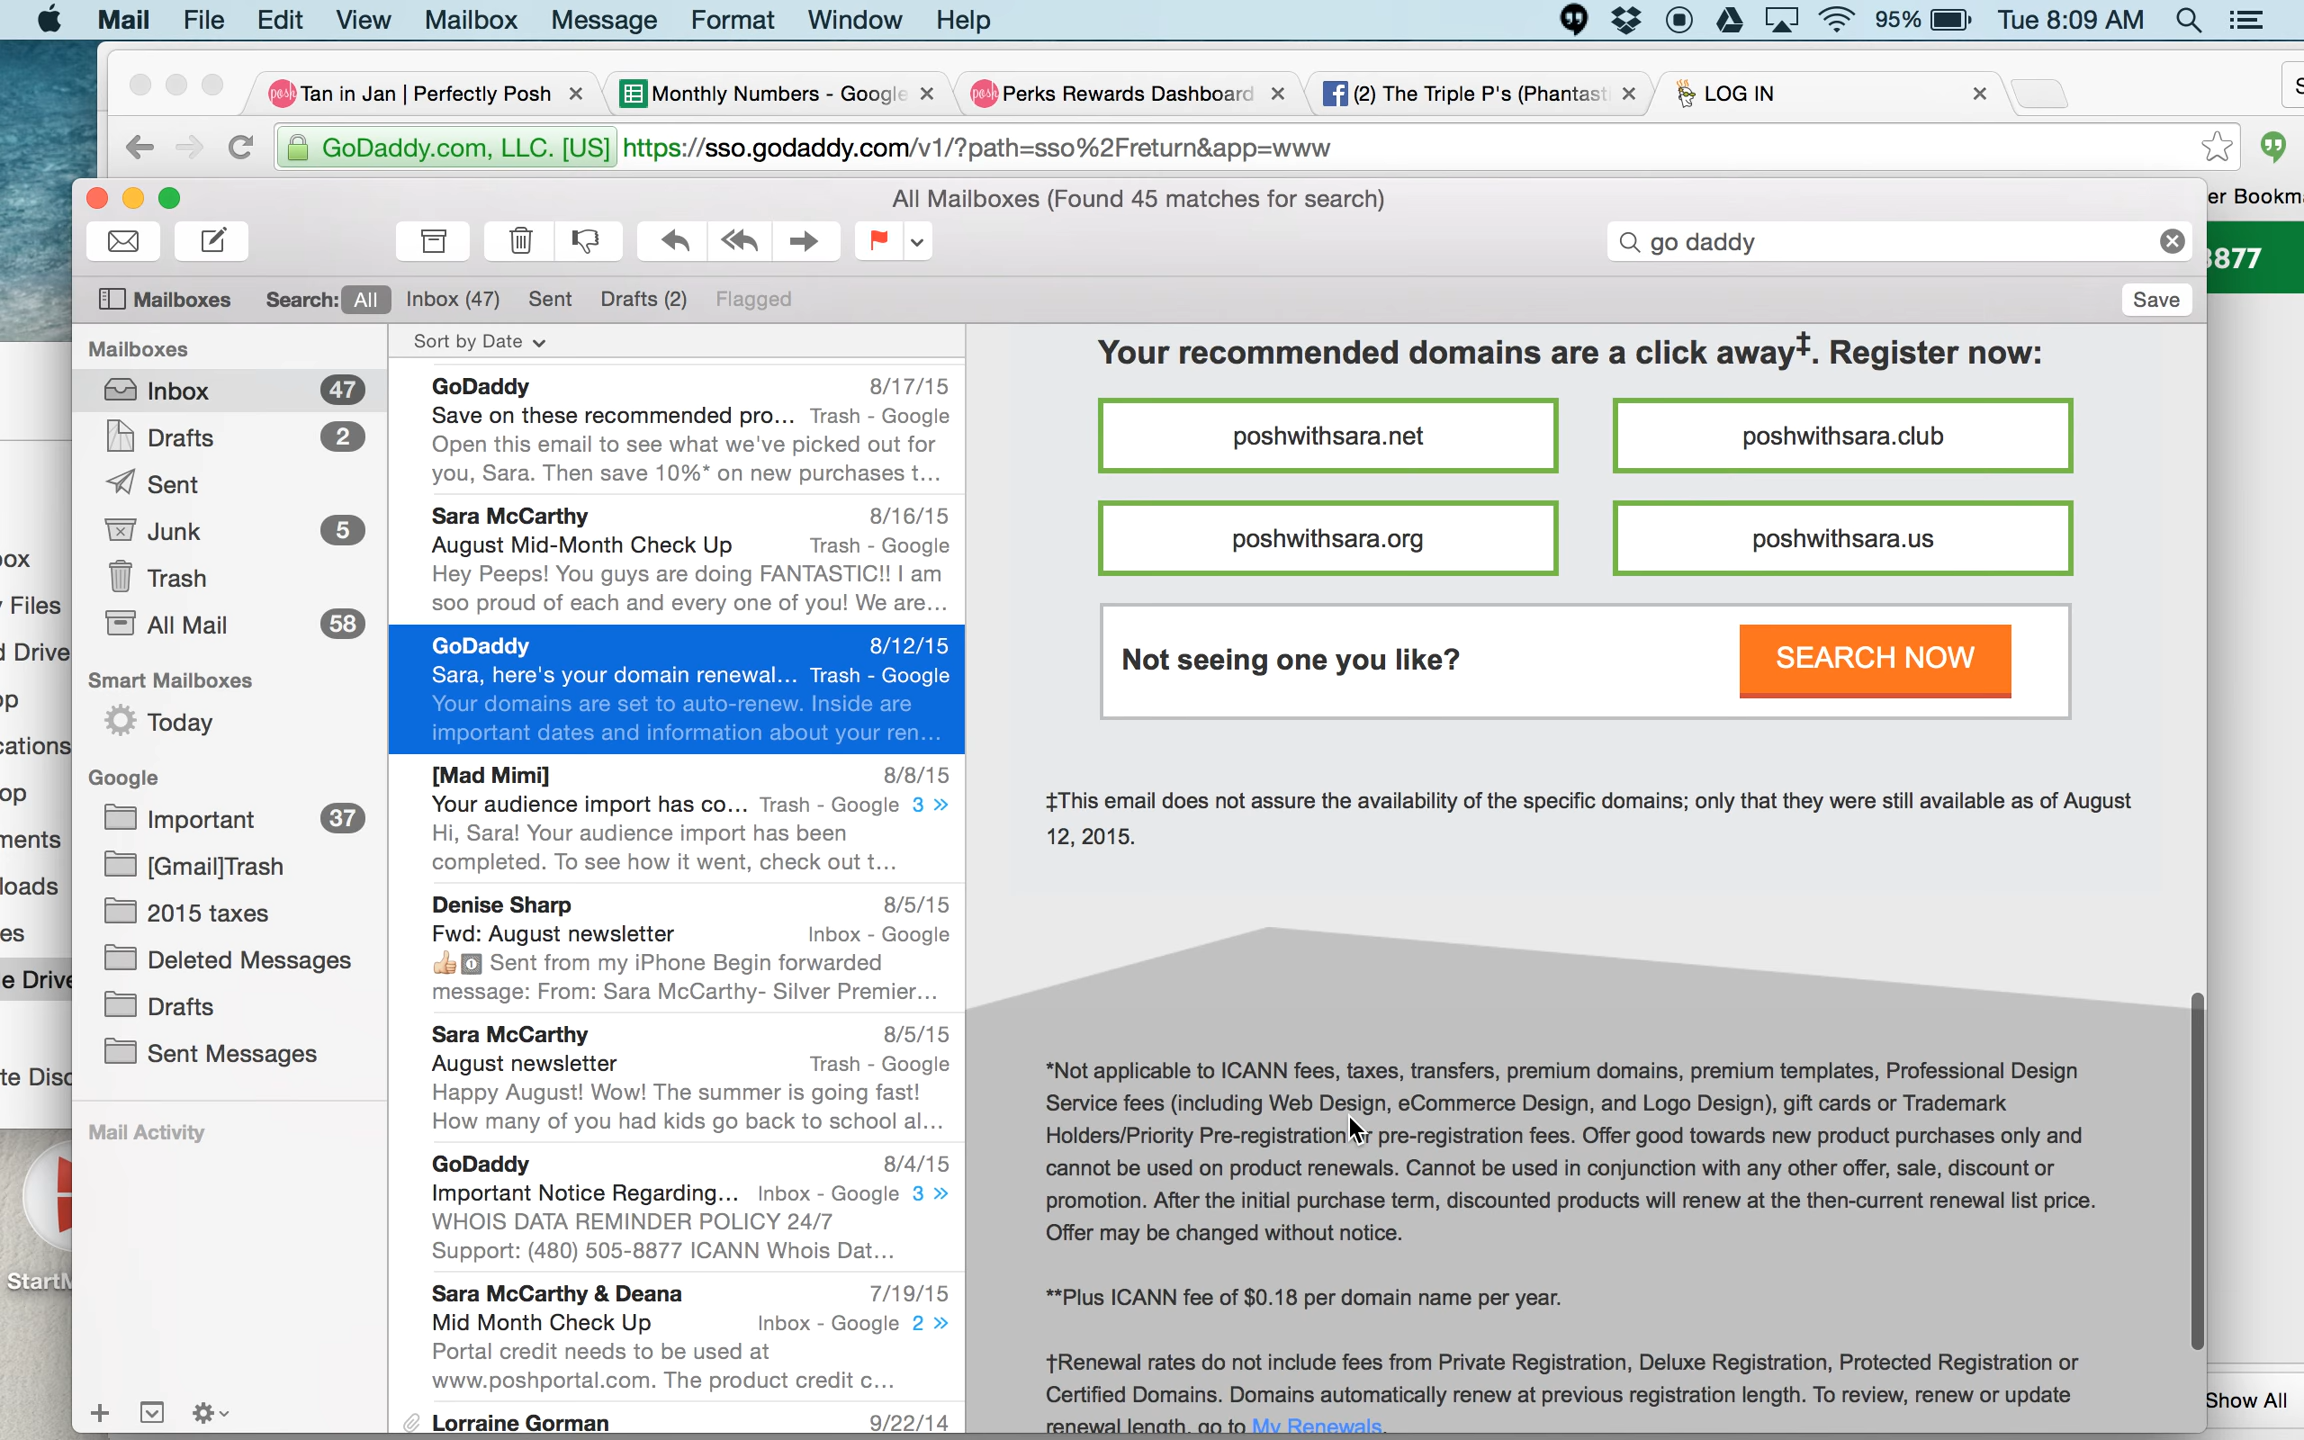 Mail File Edit View Mailbox Message Format Window Help 95% Tue 8:09 AM
Tan in Jan | Perfectly Posh
Monthly Numbers - Google
Perks Rewards Dashboard
(2) The Triple P's (Phantast
LOG IN
GoDaddy.com, LLC. [US] https://sso.godaddy.com/v1/?path=sso%2Freturn&app=www
er Bookm
All Mailboxes (Found 45 matches for search)
go daddy
8877
Mailboxes Search: All Inbox (47) Sent Drafts (2) Flagged Save
Mailboxes
Inbox 47
Drafts 2
Sent
Junk 5
Trash
All Mail 58
Smart Mailboxes
Today
Google
Important 37
[Gmail]Trash
2015 taxes
Deleted Messages
Drafts
Sent Messages
Mail Activity
ox
Files
d Drive
op
cations
op
ments
loads
es
e Drive
te Disc
StartM
Sort by Date
GoDaddy 8/17/15
Save on these recommended pro... Trash - Google
Open this email to see what we've picked out for
you, Sara. Then save 10%* on new purchases t...
Sara McCarthy 8/16/15
August Mid-Month Check Up Trash - Google
Hey Peeps! You guys are doing FANTASTIC!! I am
soo proud of each and every one of you! We are...
GoDaddy 8/12/15
Sara, here's your domain renewal... Trash - Google
Your domains are set to auto-renew. Inside are
important dates and information about your ren...
[Mad Mimi] 8/8/15
Your audience import has co... Trash - Google 3 »
Hi, Sara! Your audience import has been
completed. To see how it went, check out t...
Denise Sharp 8/5/15
Fwd: August newsletter Inbox - Google
👍🏼 Sent from my iPhone Begin forwarded
message: From: Sara McCarthy- Silver Premier...
Sara McCarthy 8/5/15
August newsletter Trash - Google
Happy August! Wow! The summer is going fast!
How many of you had kids go back to school al...
GoDaddy 8/4/15
Important Notice Regarding... Inbox - Google 3 »
WHOIS DATA REMINDER POLICY 24/7
Support: (480) 505-8877 ICANN Whois Dat...
Sara McCarthy & Deana 7/19/15
Mid Month Check Up Inbox - Google 2 »
Portal credit needs to be used at
www.poshportal.com. The product credit c...
Lorraine Gorman 9/22/14
Your recommended domains are a click away‡. Register now:
poshwithsara.net poshwithsara.club
poshwithsara.org poshwithsara.us
Not seeing one you like? SEARCH NOW
‡This email does not assure the availability of the specific domains; only that they were still available as of August
12, 2015.
*Not applicable to ICANN fees, taxes, transfers, premium domains, premium templates, Professional Design
Service fees (including Web Design, eCommerce Design, and Logo Design), gift cards or Trademark
Holders/Priority Pre-registration or pre-registration fees. Offer good towards new product purchases only and
cannot be used on product renewals. Cannot be used in conjunction with any other offer, sale, discount or
promotion. After the initial purchase term, discounted products will renew at the then-current renewal list price.
Offer may be changed without notice.
**Plus ICANN fee of $0.18 per domain name per year.
†Renewal rates do not include fees from Private Registration, Deluxe Registration, Protected Registration or
Certified Domains. Domains automatically renew at previous registration length. To review, renew or update
renewal length, go to My Renewals.
Show All